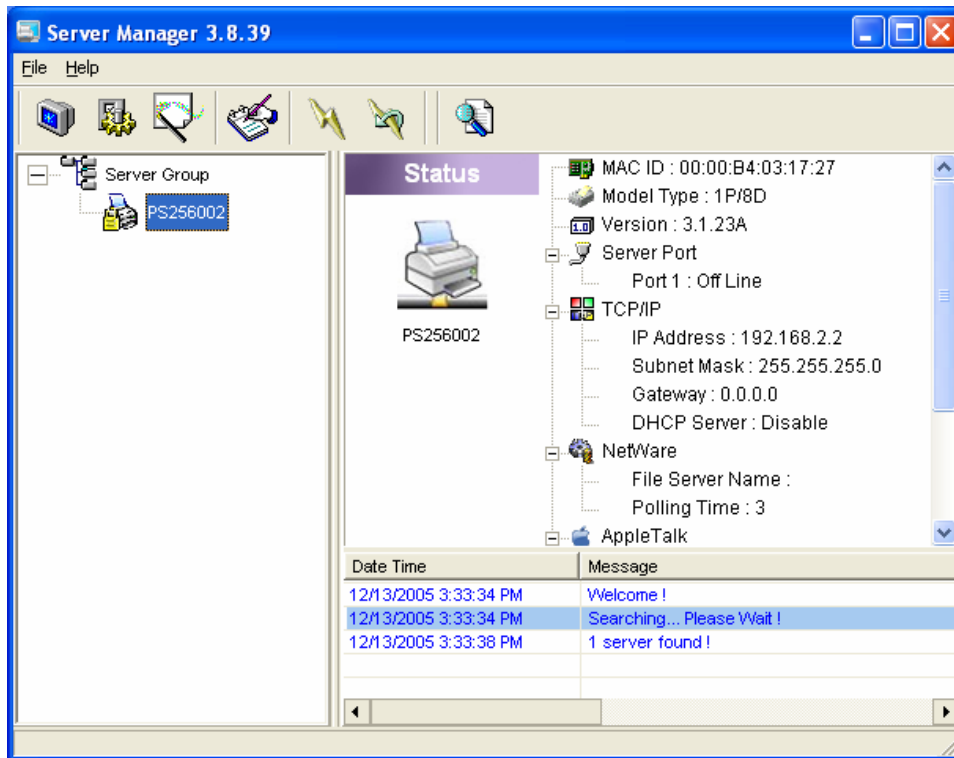 Server Manager 3.8.39
File Help
Server Group
PS256002
Status
PS256002
MAC ID : 00:00:B4:03:17:27
Model Type : 1P/8D
1.0
Version : 3.1.23A
Server Port
Port 1 : Off Line
TCP/IP
IP Address : 192.168.2.2
Subnet Mask : 255.255.255.0
Gateway : 0.0.0.0
DHCP Server : Disable
NetWare
File Server Name :
Polling Time : 3
AppleTalk
Date Time Message
12/13/2005 3:33:34 PM Welcome !
12/13/2005 3:33:34 PM Searching... Please Wait !
12/13/2005 3:33:38 PM 1 server found !